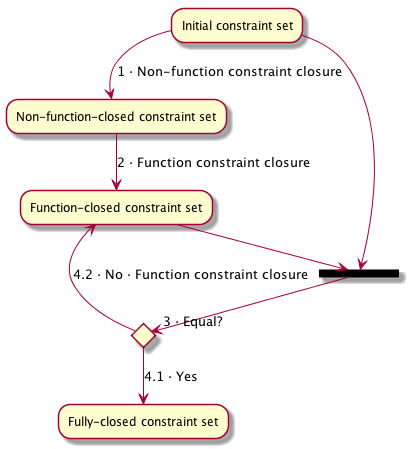 Initial constraint set
1 · Non-function constraint closure
Non-function-closed constraint set
2 · Function constraint closure
Function-closed constraint set
4.2 · No · Function constraint closure
3 · Equal?
4.1 · Yes
Fully-closed constraint set